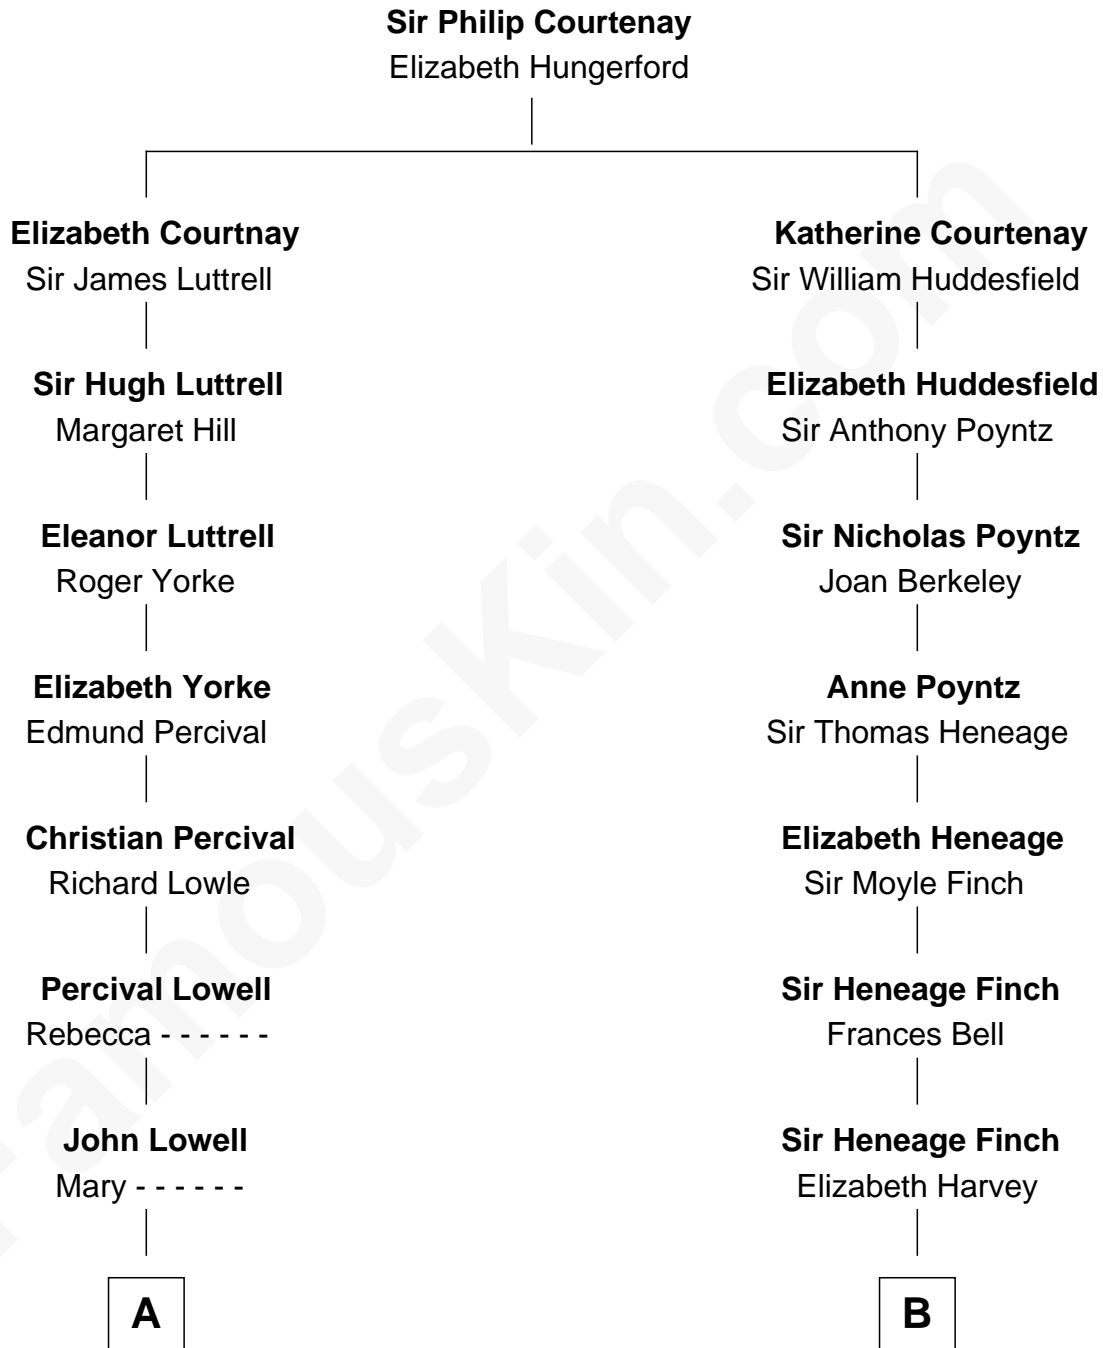 Sir Philip Courtenay
Elizabeth Hungerford
Elizabeth Courtnay
Sir James Luttrell
Katherine Courtenay
Sir William Huddesfield
Sir Hugh Luttrell
Margaret Hill
Elizabeth Huddesfield
Sir Anthony Poyntz
Eleanor Luttrell
Roger Yorke
Sir Nicholas Poyntz
Joan Berkeley
Elizabeth Yorke
Edmund Percival
Anne Poyntz
Sir Thomas Heneage
Christian Percival
Richard Lowle
Elizabeth Heneage
Sir Moyle Finch
Percival Lowell
Rebecca - - - - - -
Sir Heneage Finch
Frances Bell
John Lowell
Mary - - - - - -
Sir Heneage Finch
Elizabeth Harvey
A
B
FamousKin.com